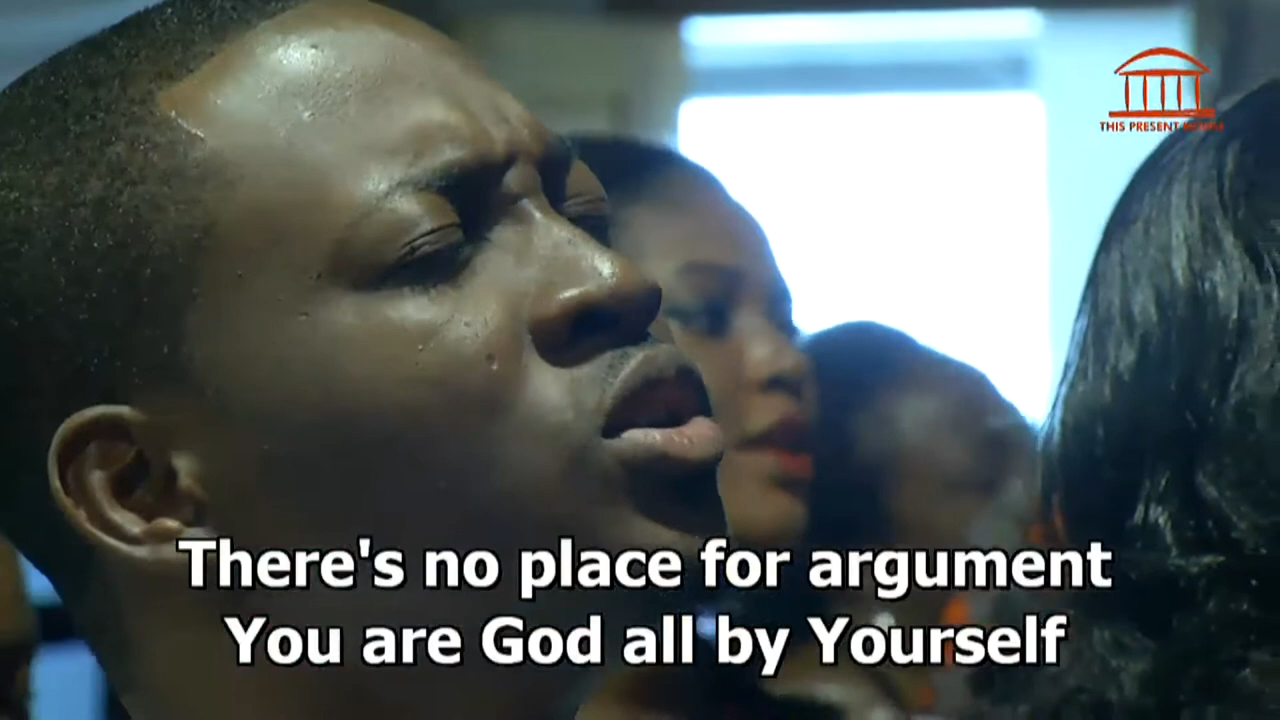 THIS PRESENT
There's no place for argument
You are God all by Yourself